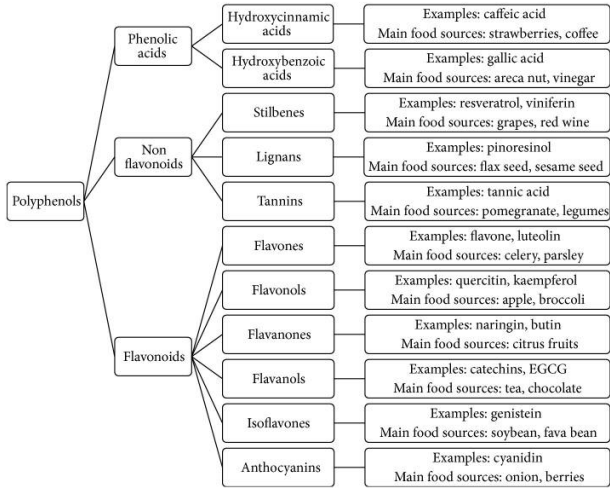 Polyphenols
Phenolic
acids
Hydroxycinnamic
acids
Examples: caffeic acid
Main food sources: strawberries, coffee
Hydroxybenzoic
acids
Examples: gallic acid
Main food sources: areca nut, vinegar
Non
flavonoids
Stilbenes
Examples: resveratrol, viniferin
Main food sources: grapes, red wine
Lignans
Examples: pinoresinol
Main food sources: flax seed, sesame seed
Tannins
Examples: tannic acid
Main food sources: pomegranate, legumes
Flavonoids
Flavones
Examples: flavone, luteolin
Main food sources: celery, parsley
Flavonols
Examples: quercitin, kaempferol
Main food sources: apple, broccoli
Flavanones
Examples: naringin, butin
Main food sources: citrus fruits
Flavanols
Examples: catechins, EGCG
Main food sources: tea, chocolate
Isoflavones
Examples: genistein
Main food sources: soybean, fava bean
Anthocyanins
Examples: cyanidin
Main food sources: onion, berries